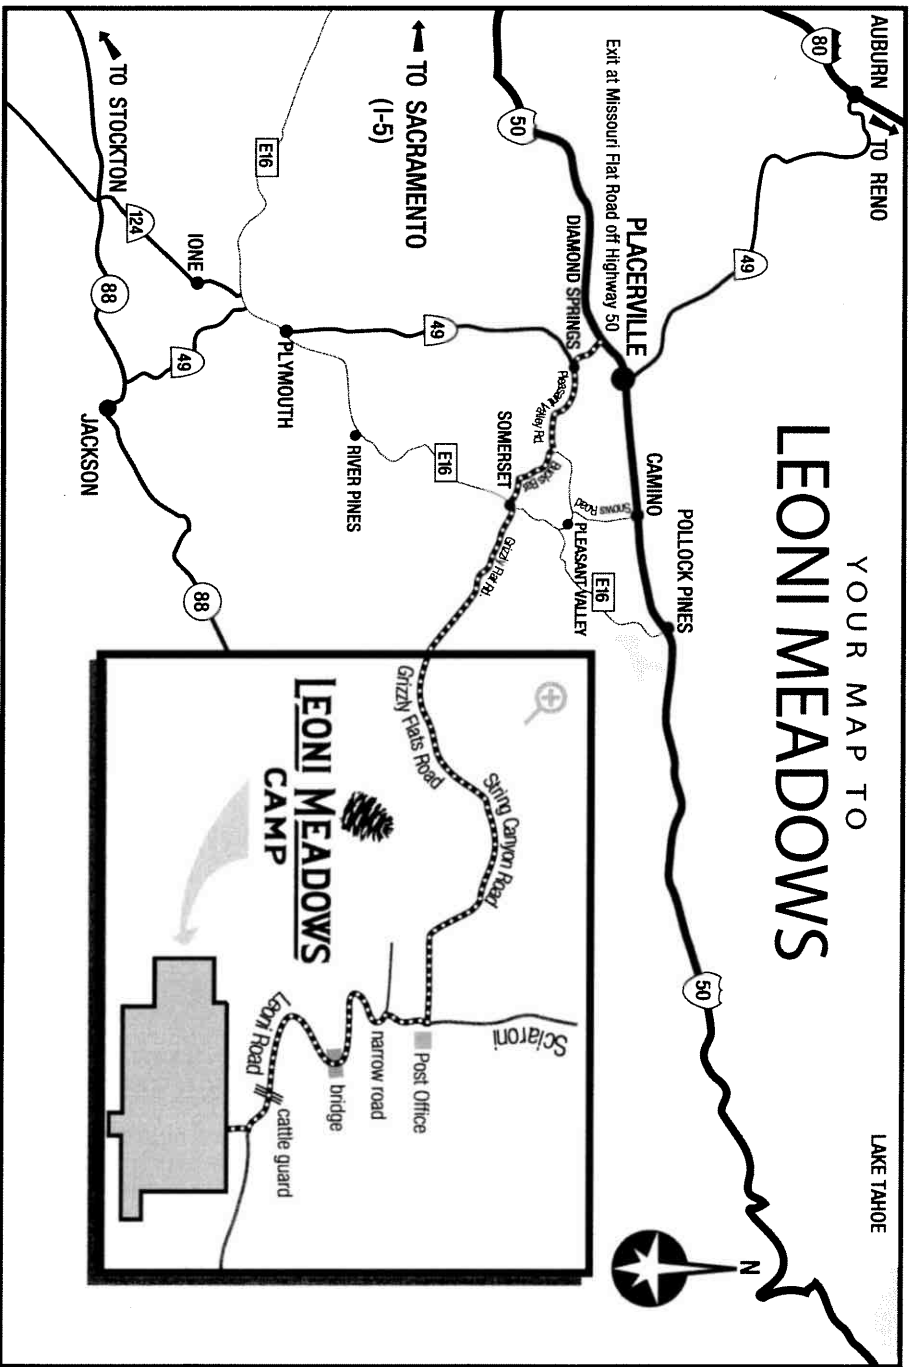 YOUR MAP TO
LEONI MEADOWS
AUBURN
80
TO RENO
49
LAKE TAHOE
Exit at Missouri Flat Road off Highway 50
PLACERVILLE
CAMINO
POLLOCK PINES
50
50
N
DIAMOND SPRINGS
Pleasant Valley Rd.
Bucks Bar
Snows Road
PLEASANT VALLEY
E16
TO SACRAMENTO
(I-5)
49
SOMERSET
Grizzly Flat Rd.
E16
RIVER PINES
PLYMOUTH
E16
IONE
124
TO STOCKTON
88
49
JACKSON
88
Grizzly Flats Road
String Canyon Road
Sciaroni
Post Office
narrow road
bridge
Leoni Road
cattle guard
LEONI MEADOWS
CAMP